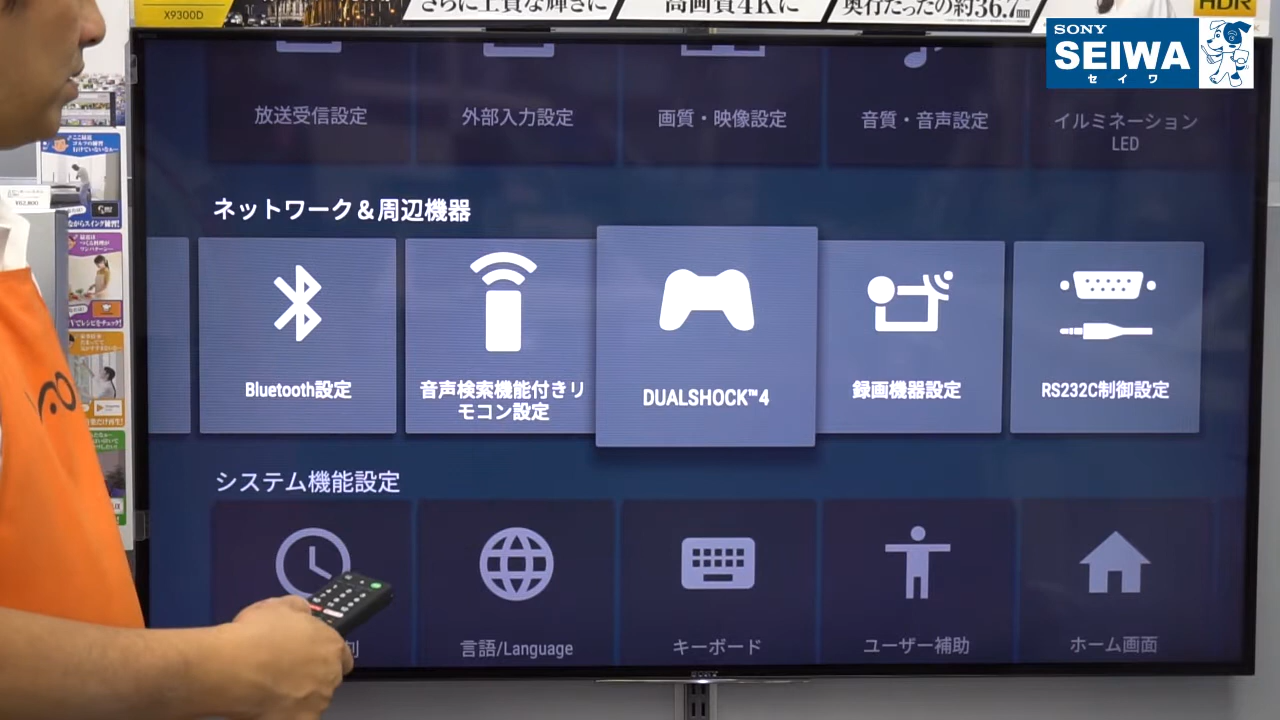 X9300D
さらに上質な輝きに
高画質4Kに
奥行たったの約36.7mm
HDR
SONY
SEIWA
セイワ
放送受信設定
外部入力設定
画質・映像設定
音質・音声設定
イルミネーション
LED
ネットワーク＆周辺機器
Bluetooth設定
音声検索機能付きリ
モコン設定
DUALSHOCK™4
録画機器設定
RS232C制御設定
システム機能設定
刻
言語/Language
キーボード
ユーザー補助
ホーム画面
SONY
¥62,800